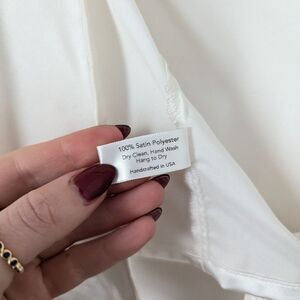 100% Satin Polyester
Dry Clean, Hand Wash
Hang to Dry
Handcrafted in USA